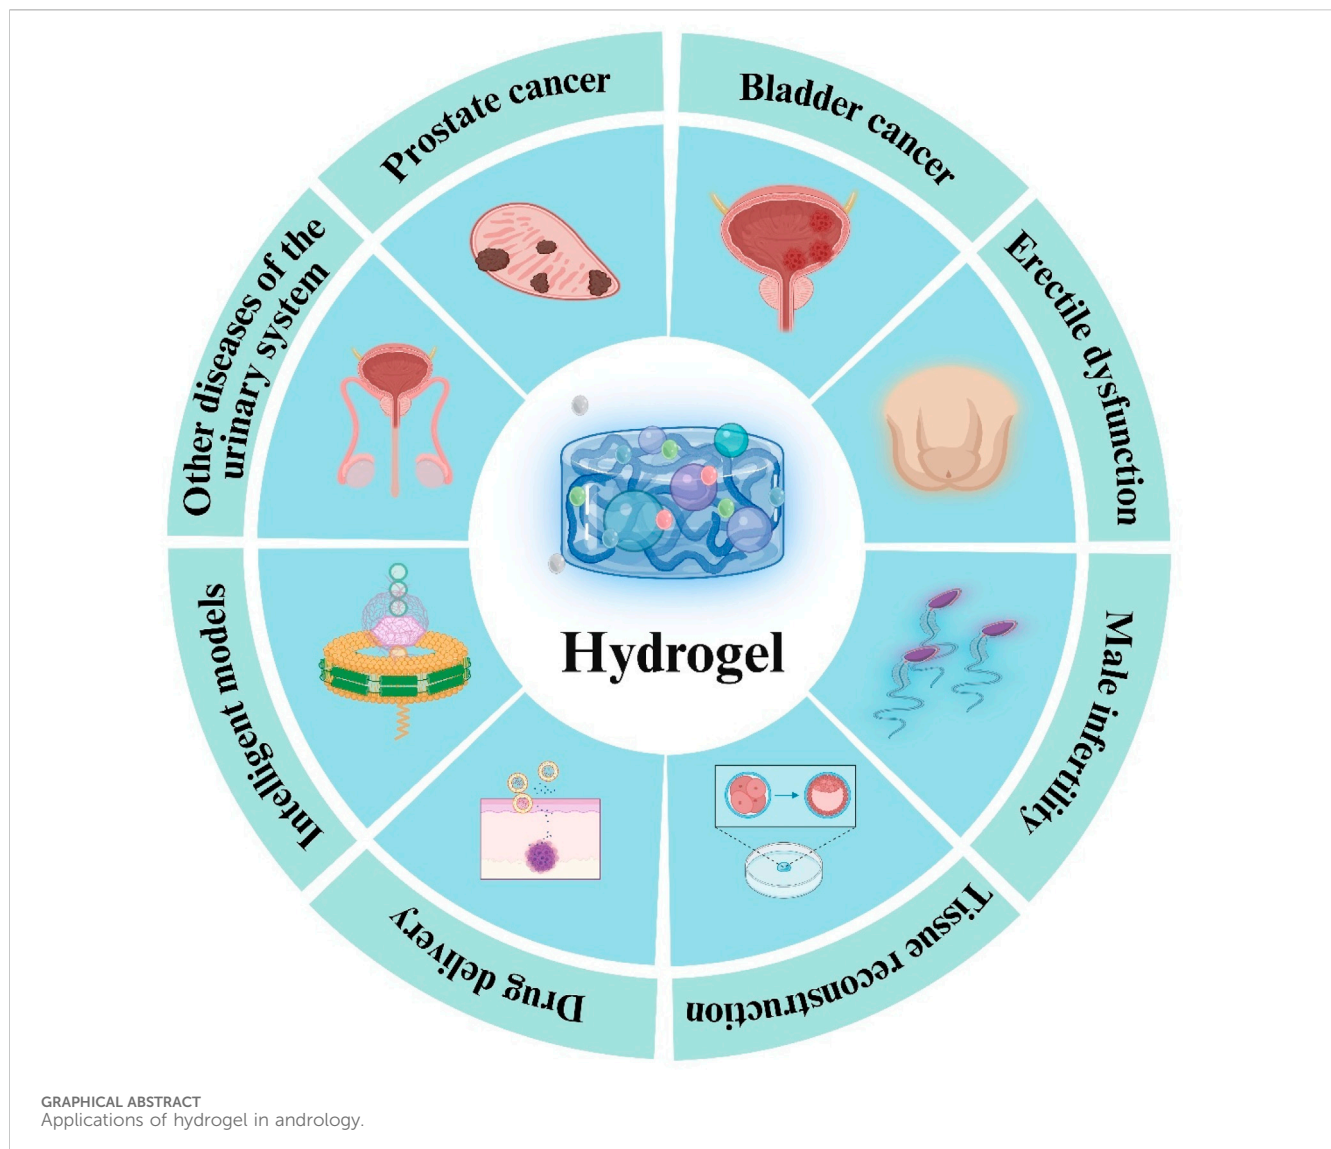 Prostate cancer
Bladder cancer
Erectile dysfunction
Male infertility
Tissue reconstruction
Drug delivery
Intelligent models
Other diseases of the
urinary system
Hydrogel
GRAPHICAL ABSTRACT
Applications of hydrogel in andrology.